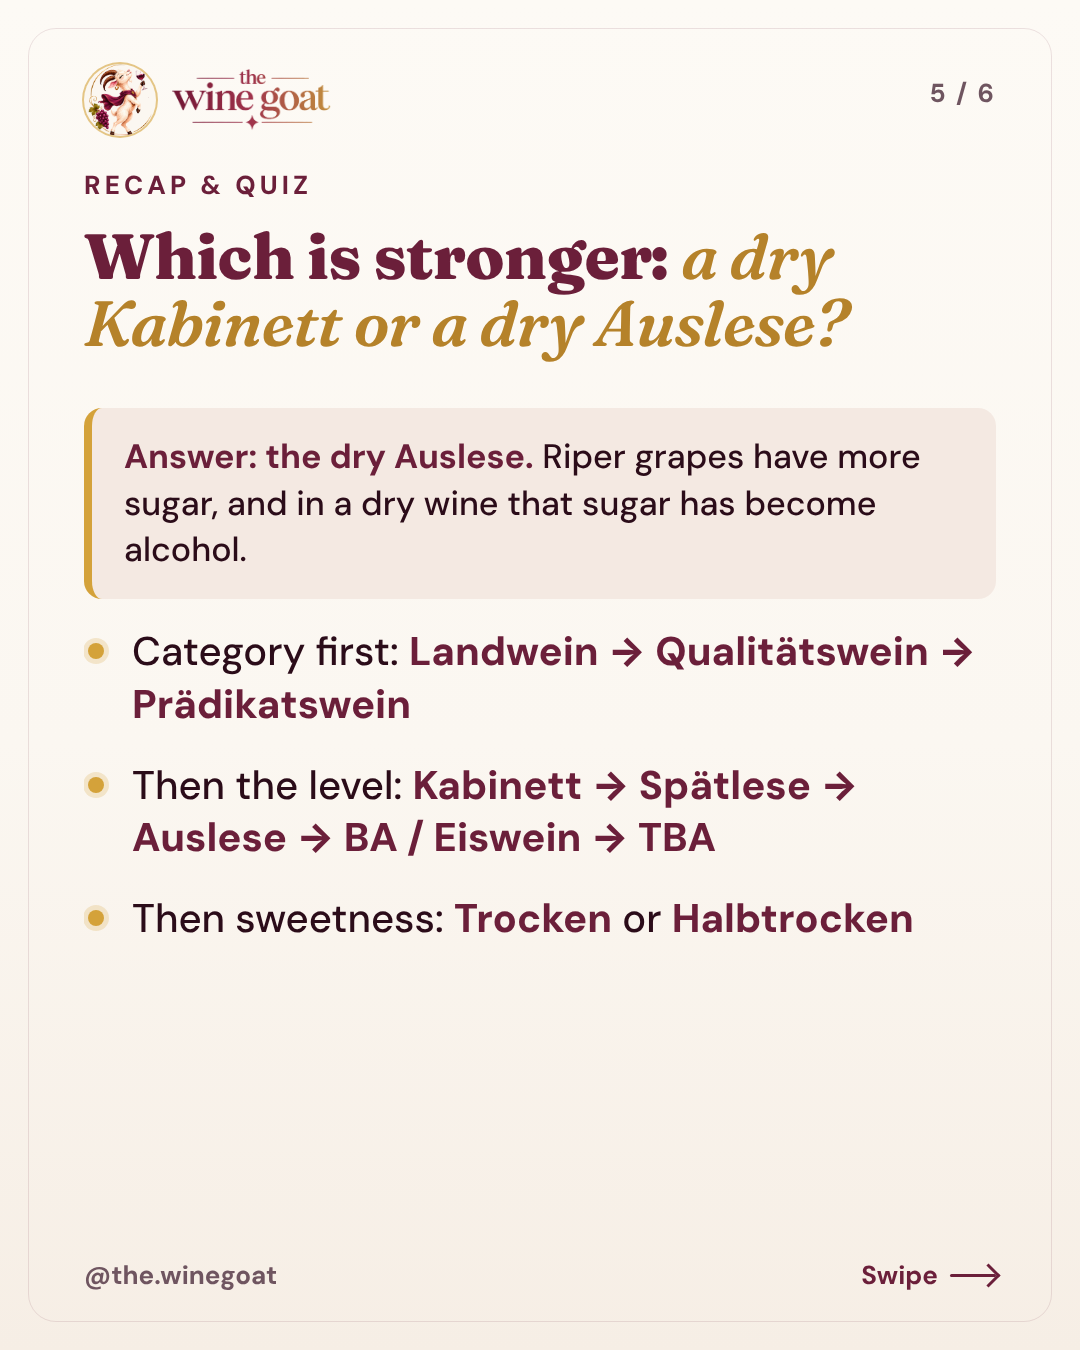 the
wine goat
5 / 6
RECAP & QUIZ
Which is stronger: a dry
Kabinett or a dry Auslese?
Answer: the dry Auslese. Riper grapes have more
sugar, and in a dry wine that sugar has become
alcohol.
Category first: Landwein → Qualitätswein →
Prädikatswein
Then the level: Kabinett → Spätlese →
Auslese → BA / Eiswein → TBA
Then sweetness: Trocken or Halbtrocken
@the.winegoat
Swipe →